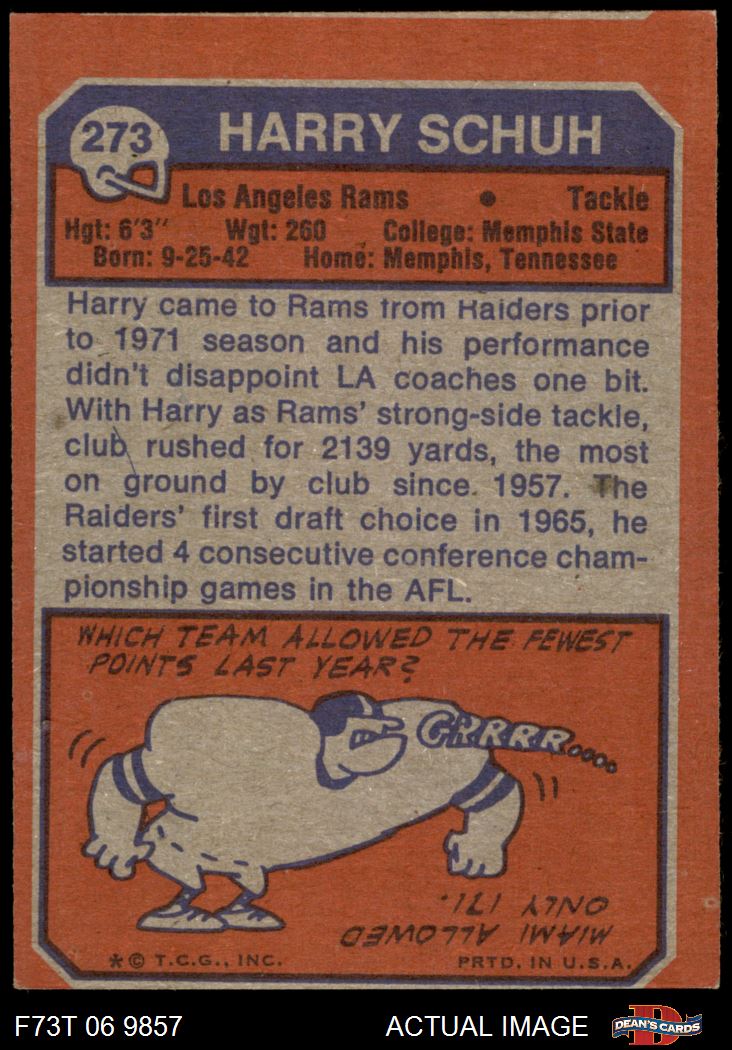 273 HARRY SCHUH
Los Angeles Rams • Tackle
Hgt: 6'3" Wgt: 260 College: Memphis State
Born: 9-25-42 Home: Memphis, Tennessee
Harry came to Rams from Raiders prior
to 1971 season and his performance
didn't disappoint LA coaches one bit.
With Harry as Rams' strong-side tackle,
club rushed for 2139 yards, the most
on ground by club since 1957. The
Raiders' first draft choice in 1965, he
started 4 consecutive conference cham-
pionship games in the AFL.
WHICH TEAM ALLOWED THE FEWEST
POINTS LAST YEAR?
GRRRR....
MIAMI ALLOWED
ONLY 171.
* © T.C.G., INC. PRTD. IN U.S.A.
F73T 06 9857 ACTUAL IMAGE D DEAN'S CARDS